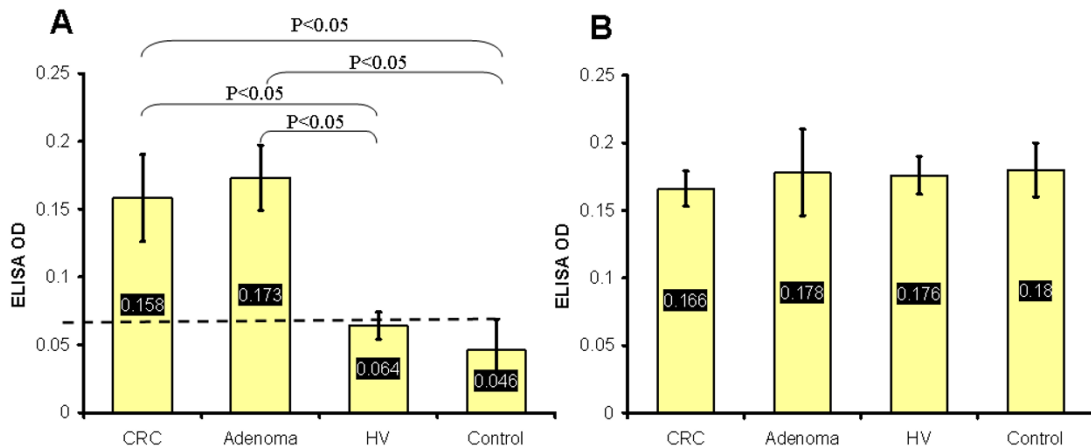 A
P<0.05
P<0.05
P<0.05
P<0.05
ELISA OD
0.25
0.2
0.15
0.1
0.05
0
0.158
0.173
0.064
0.046
CRC Adenoma HV Control
B
ELISA OD
0.25
0.2
0.15
0.1
0.05
0
0.166
0.178
0.176
0.18
CRC Adenoma HV Control